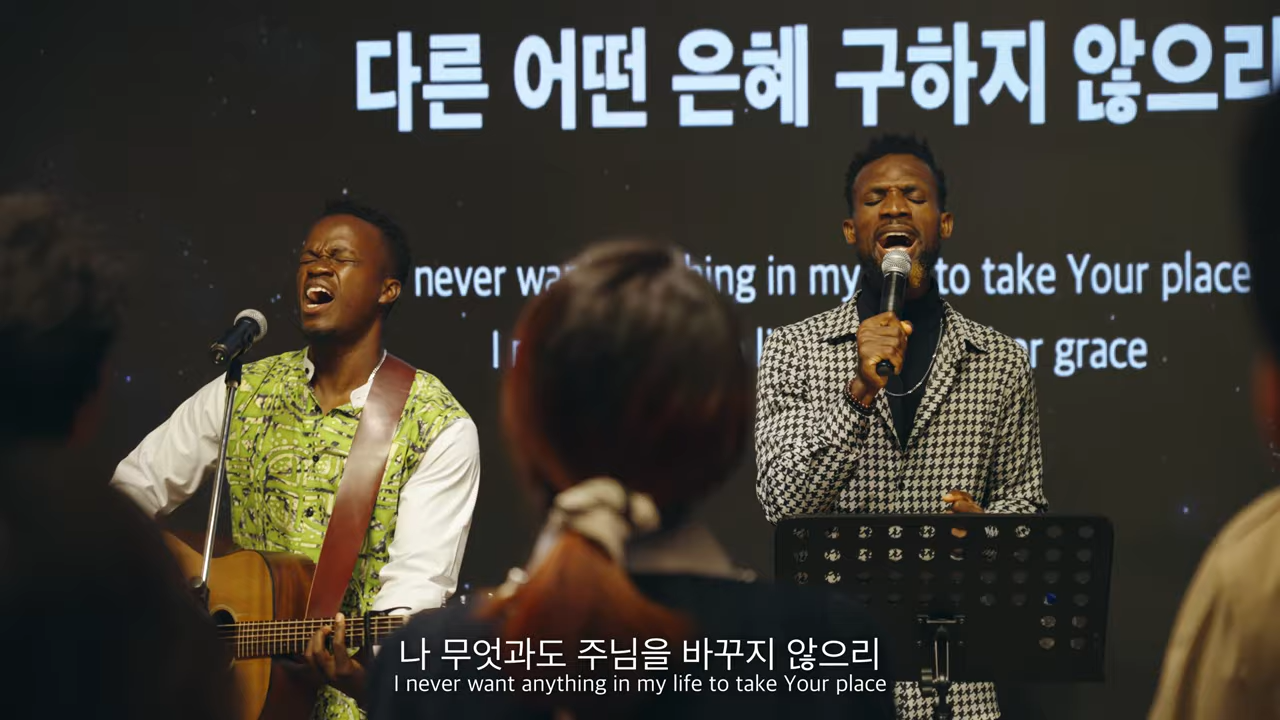 다른 어떤 은혜 구하지 않으리
never wan hing in my to take Your place
I er grace
나 무엇과도 주님을 바꾸지 않으리
I never want anything in my life to take Your place